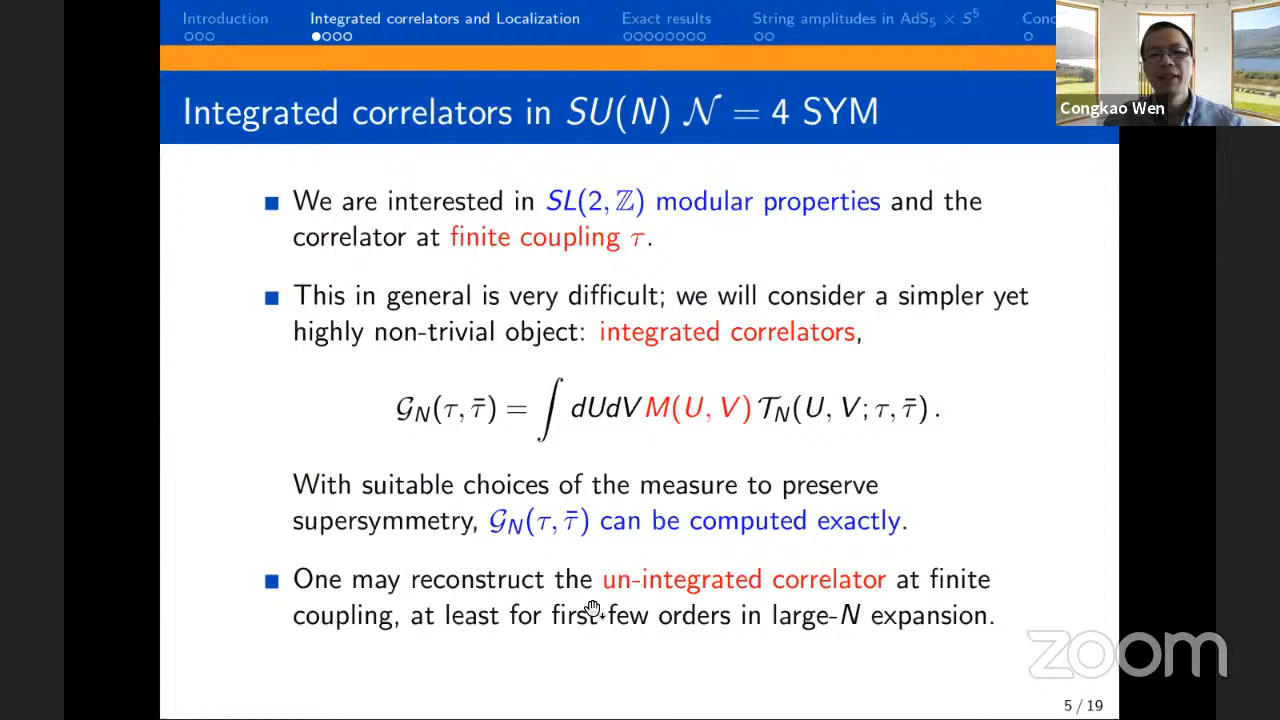 Introduction
Integrated correlators and Localization
Exact results
String amplitudes in AdS₅ × S⁵
Conc
Congkao Wen
Integrated correlators in SU(N) 𝒩 = 4 SYM
We are interested in SL(2, ℤ) modular properties and the
correlator at finite coupling τ.
This in general is very difficult; we will consider a simpler yet
highly non-trivial object: integrated correlators,
𝒢_N(τ, τ̄) = ∫ dUdV M(U, V) 𝒯_N(U, V; τ, τ̄) .
With suitable choices of the measure to preserve
supersymmetry, 𝒢_N(τ, τ̄) can be computed exactly.
One may reconstruct the un-integrated correlator at finite
coupling, at least for first-few orders in large-N expansion.
zoom
5 / 19